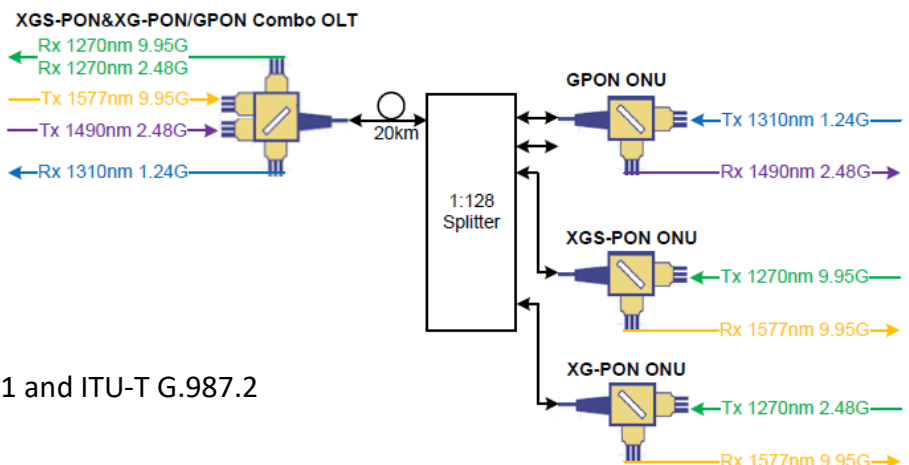 XGS-PON&XG-PON/GPON Combo OLT
Rx 1270nm 9.95G
Rx 1270nm 2.48G
Tx 1577nm 9.95G
Tx 1490nm 2.48G
Rx 1310nm 1.24G
20km
1:128
Splitter
GPON ONU
Tx 1310nm 1.24G
Rx 1490nm 2.48G
XGS-PON ONU
Tx 1270nm 9.95G
Rx 1577nm 9.95G
XG-PON ONU
Tx 1270nm 2.48G
Rx 1577nm 9.95G
1 and ITU-T G.987.2